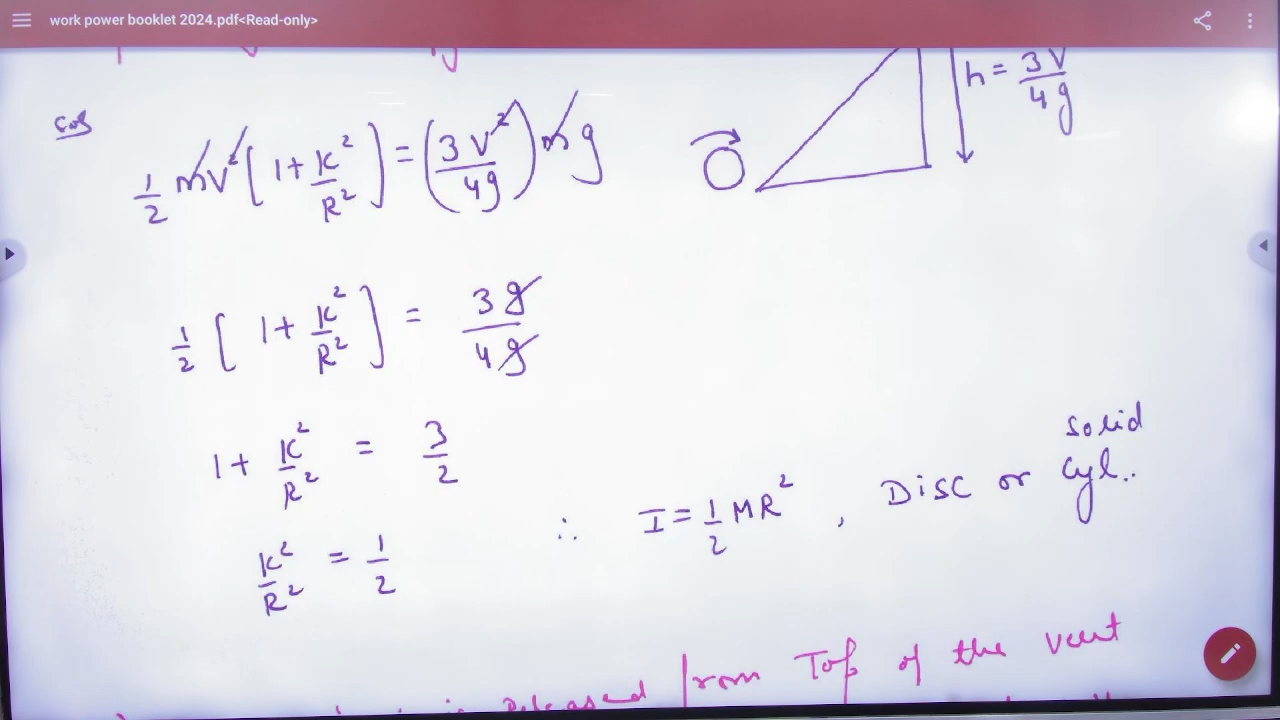 work power booklet 2024.pdf<Read-only>
h = 3V/4g
Sol
1/2 mv² [1 + K²/R²] = (3V²/4g) mg
1/2 [1 + K²/R²] = 3g/4g
1 + K²/R² = 3/2
K²/R² = 1/2
∴ I = 1/2 MR² , DiSC or Solid Cyl..
is Released from Top of the vert